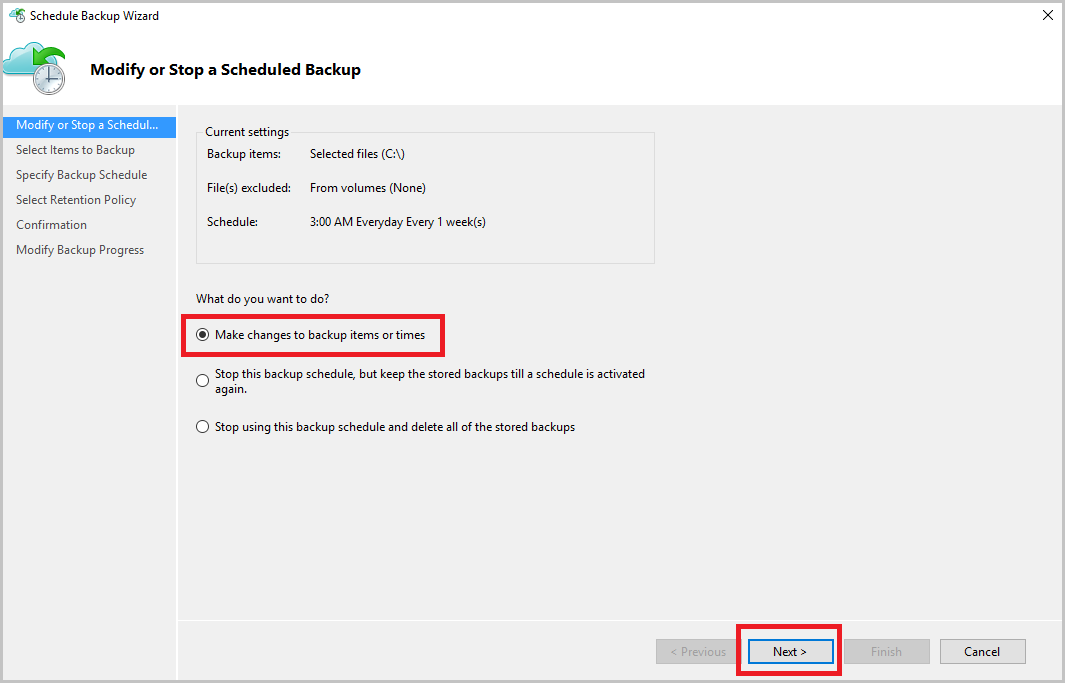 Schedule Backup Wizard
Modify or Stop a Scheduled Backup
Modify or Stop a Schedul...
Select Items to Backup
Specify Backup Schedule
Select Retention Policy
Confirmation
Modify Backup Progress
Current settings
Backup items: Selected files (C:\)
File(s) excluded: From volumes (None)
Schedule: 3:00 AM Everyday Every 1 week(s)
What do you want to do?
Make changes to backup items or times
Stop this backup schedule, but keep the stored backups till a schedule is activated
again.
Stop using this backup schedule and delete all of the stored backups
< Previous Next > Finish Cancel